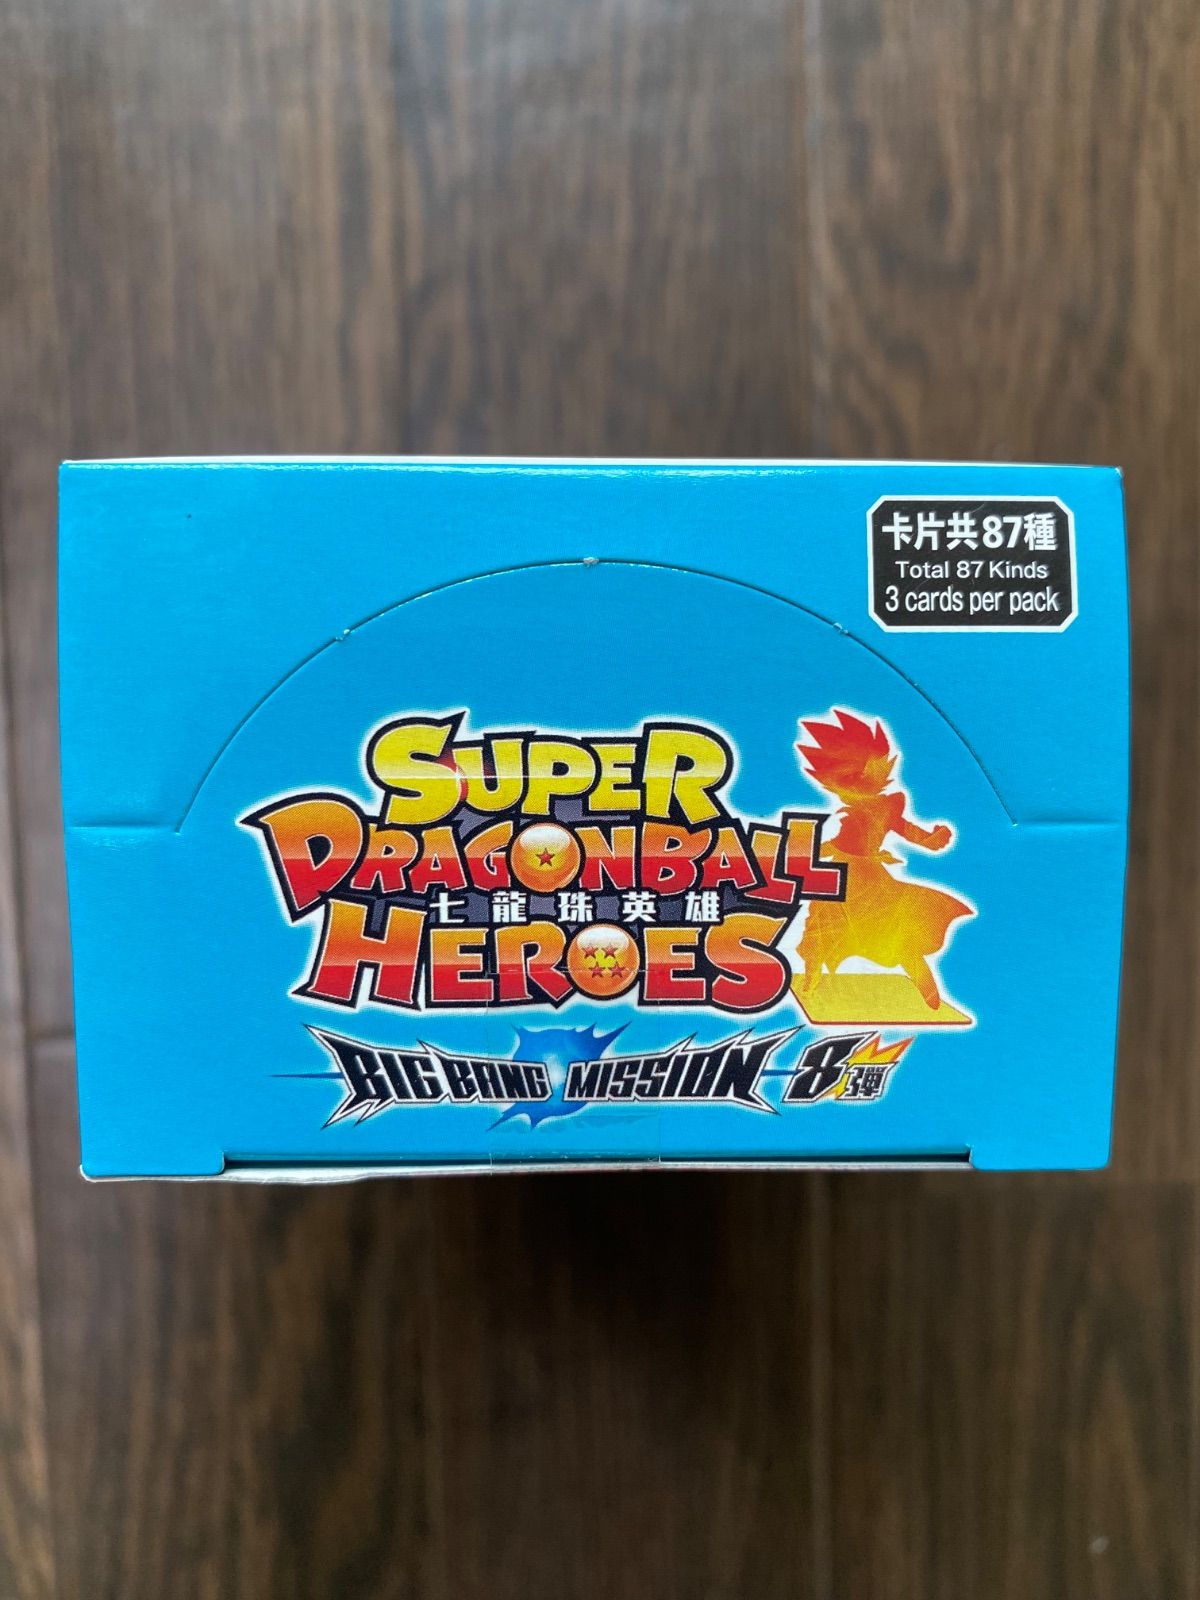 卡片共87種
Total 87 Kinds
3 cards per pack
SUPER
DRAGONBALL
七龍珠英雄
HEROES
BIG BANG MISSION 8彈